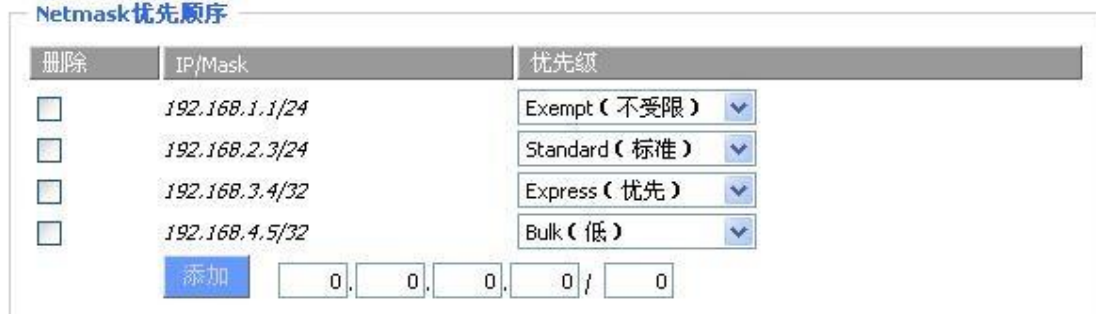 Netmask优先顺序
删除 IP/Mask 优先级
192.168.1.1/24 Exempt(不受限)
192.168.2.3/24 Standard(标准)
192.168.3.4/32 Express(优先)
192.168.4.5/32 Bulk(低)
添加 0. 0. 0. 0 / 0